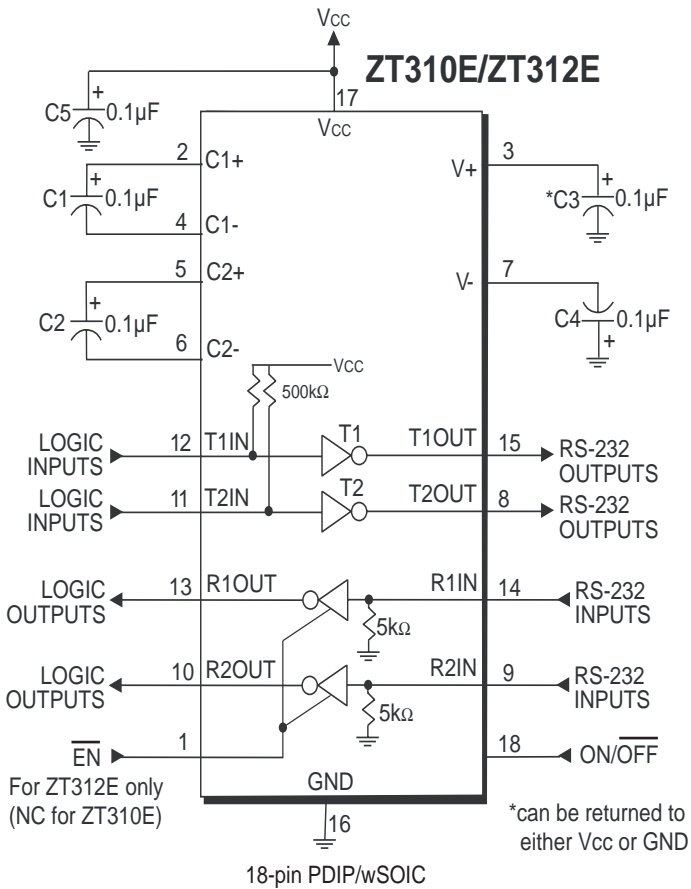 Vcc
ZT310E/ZT312E
17
Vcc
C5
+
0.1µF
2
C1+
C1
+
0.1µF
4
C1-
5
C2+
C2
+
0.1µF
6
C2-
V+
3
+
*C3
0.1µF
V-
7
C4
0.1µF
+
Vcc
500kΩ
LOGIC
INPUTS
12
T1IN
T1
T1OUT
15
RS-232
OUTPUTS
LOGIC
INPUTS
11
T2IN
T2
T2OUT
8
RS-232
OUTPUTS
LOGIC
OUTPUTS
13
R1OUT
R1IN
14
RS-232
INPUTS
5kΩ
LOGIC
OUTPUTS
10
R2OUT
R2IN
9
RS-232
INPUTS
5kΩ
EN
1
18
ON/OFF
For ZT312E only
(NC for ZT310E)
GND
16
*can be returned to
either Vcc or GND
18-pin PDIP/wSOIC